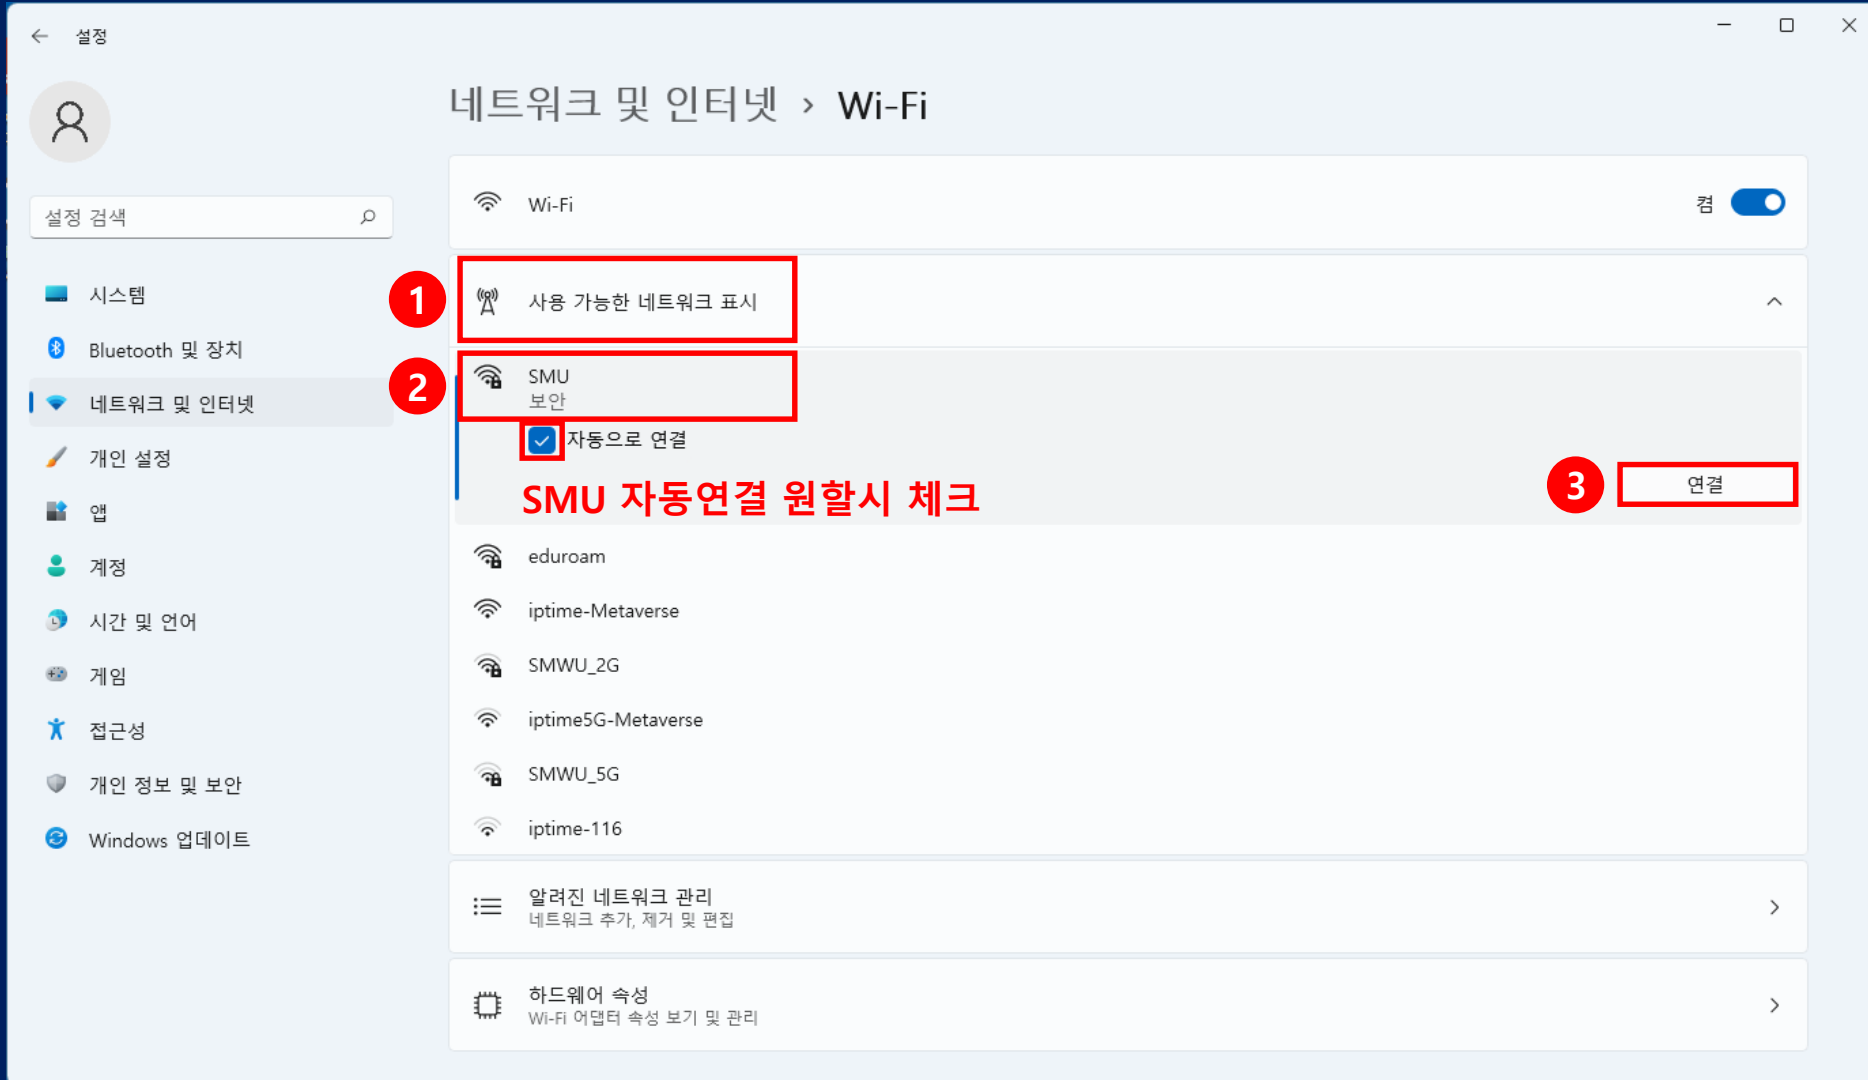 설정
네트워크 및 인터넷 > Wi-Fi
설정 검색
시스템
Bluetooth 및 장치
네트워크 및 인터넷
개인 설정
앱
계정
시간 및 언어
게임
접근성
개인 정보 및 보안
Windows 업데이트
Wi-Fi
켬
1
사용 가능한 네트워크 표시
2
SMU
보안
자동으로 연결
SMU 자동연결 원할시 체크
3
연결
eduroam
iptime-Metaverse
SMWU_2G
iptime5G-Metaverse
SMWU_5G
iptime-116
알려진 네트워크 관리
네트워크 추가, 제거 및 편집
하드웨어 속성
Wi-Fi 어댑터 속성 보기 및 관리